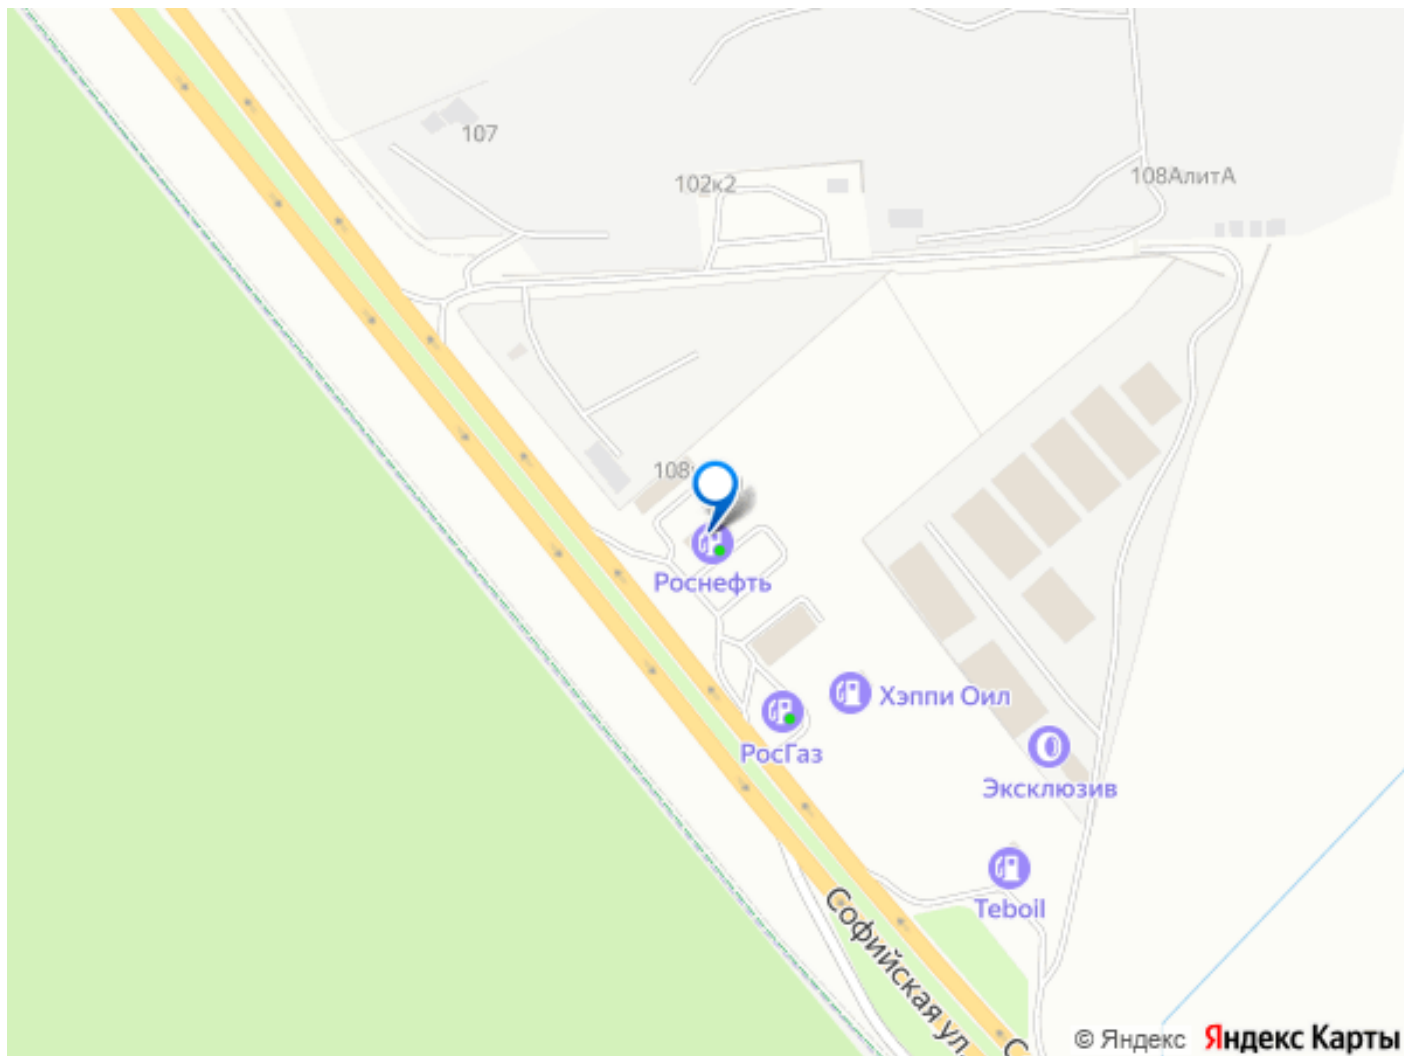 107
102к2
108АлитА
108
Роснефть
Хэппи Оил
РосГаз
Эксклюзив
Teboil
Софийская ул.
С
© Яндекс Яндекс Карты